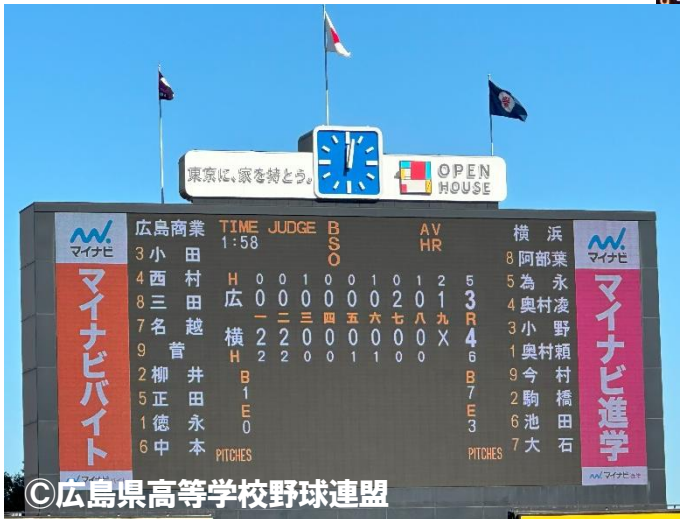 東京に、家を持とう。
OPEN HOUSE
マイナビ
マイナビバイト
広島商業
3 小田
4 西村
8 三田
7 名越
9 菅
2 柳井
5 正田
1 徳永
6 中本
TIME JUDGE
1:58
B
S
O
AV
HR
H 0 0 1 0 0 1 0 1 2 5
広 0 0 0 0 0 0 2 0 1 3
一 二 三 四 五 六 七 八 九 R
横 2 2 0 0 0 0 0 0 X 4
H 2 2 0 0 1 1 0 0 6
B 1
E 0
B 7
E 3
PITCHES
PITCHES
横浜
8 阿部葉
5 為永
4 奥村凌
3 小野
1 奥村頼
9 今村
2 駒橋
6 池田
7 大石
マイナビ
マイナビ進学
©広島県高等学校野球連盟